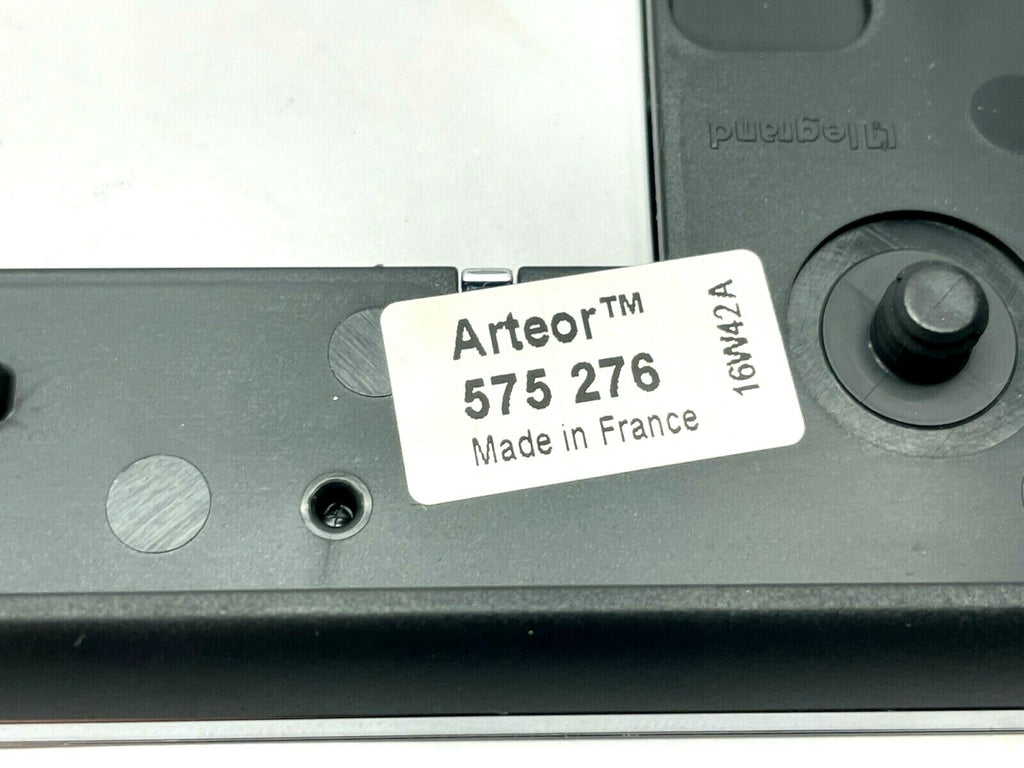 legrand
Arteor™
575 276
Made in France
16W42A